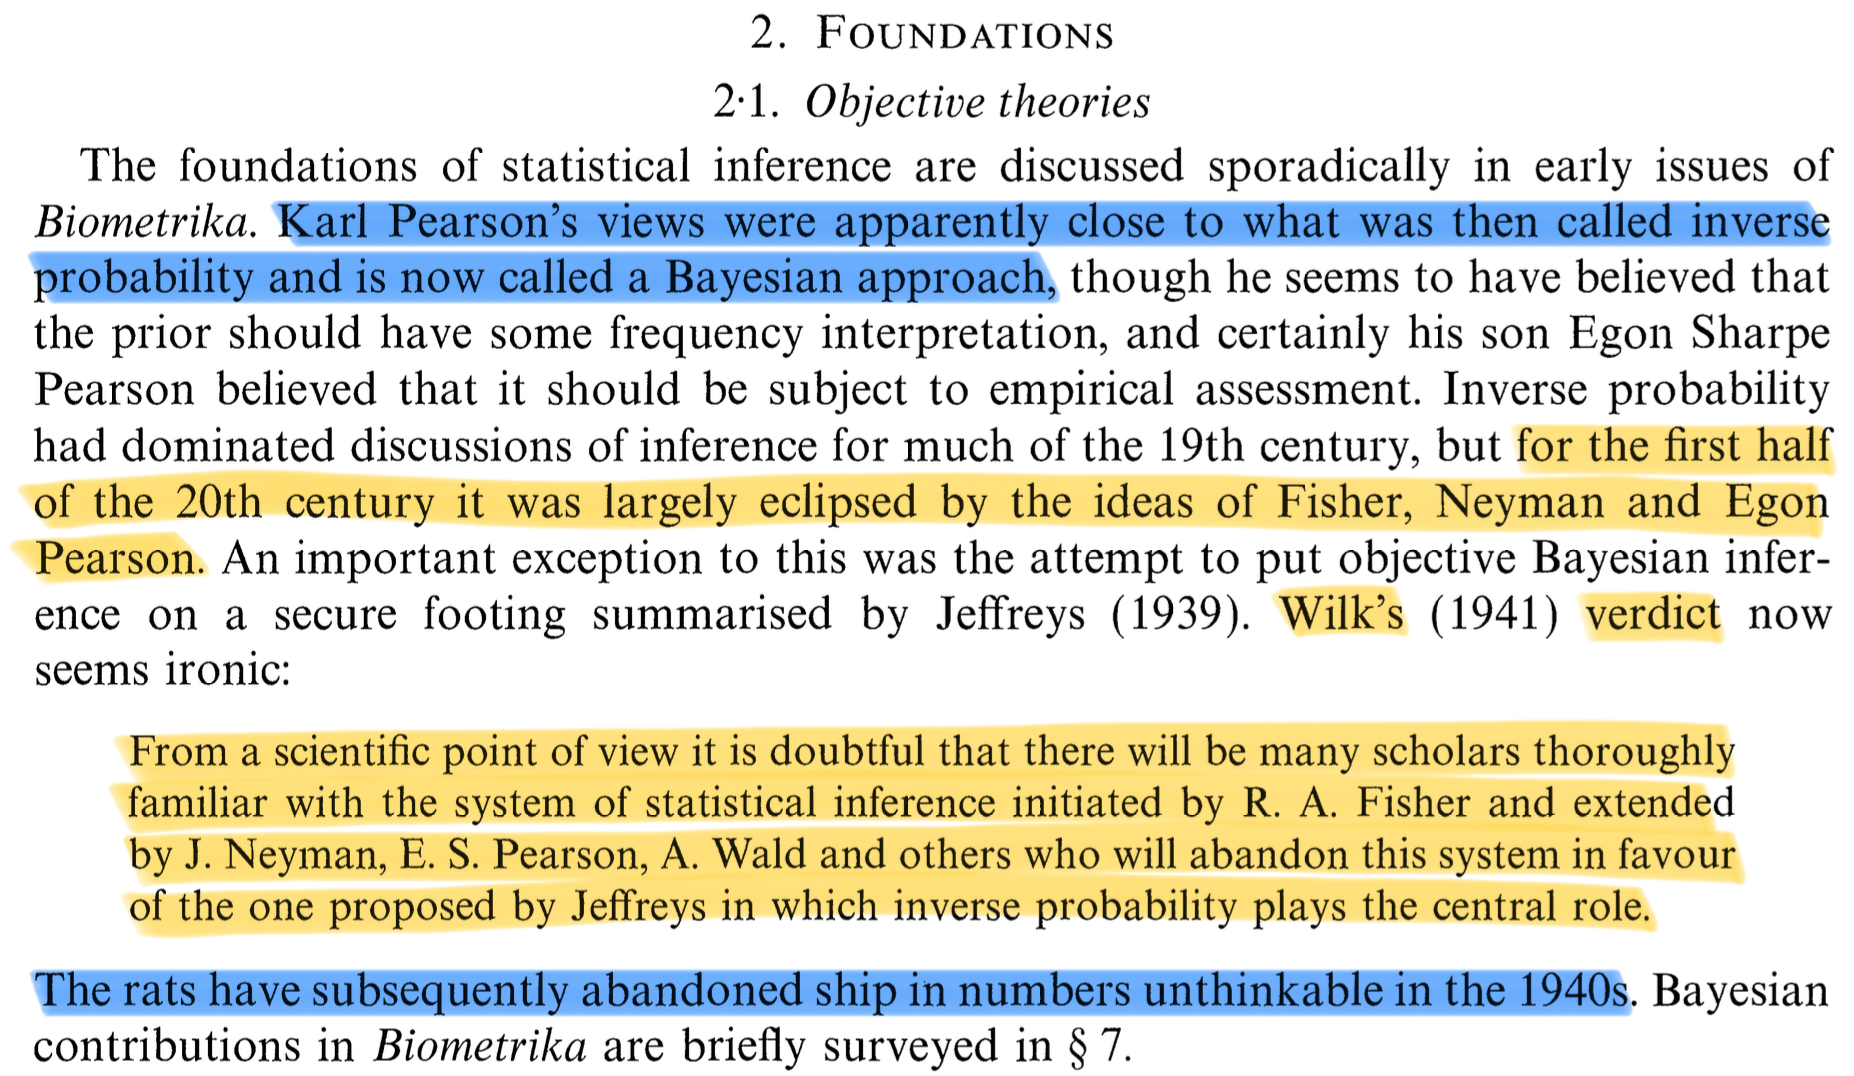 2. FOUNDATIONS
2·1. Objective theories
The foundations of statistical inference are discussed sporadically in early issues of
Biometrika. Karl Pearson's views were apparently close to what was then called inverse
probability and is now called a Bayesian approach, though he seems to have believed that
the prior should have some frequency interpretation, and certainly his son Egon Sharpe
Pearson believed that it should be subject to empirical assessment. Inverse probability
had dominated discussions of inference for much of the 19th century, but for the first half
of the 20th century it was largely eclipsed by the ideas of Fisher, Neyman and Egon
Pearson. An important exception to this was the attempt to put objective Bayesian infer-
ence on a secure footing summarised by Jeffreys (1939). Wilk's (1941) verdict now
seems ironic:
From a scientific point of view it is doubtful that there will be many scholars thoroughly
familiar with the system of statistical inference initiated by R. A. Fisher and extended
by J. Neyman, E. S. Pearson, A. Wald and others who will abandon this system in favour
of the one proposed by Jeffreys in which inverse probability plays the central role.
The rats have subsequently abandoned ship in numbers unthinkable in the 1940s. Bayesian
contributions in Biometrika are briefly surveyed in § 7.